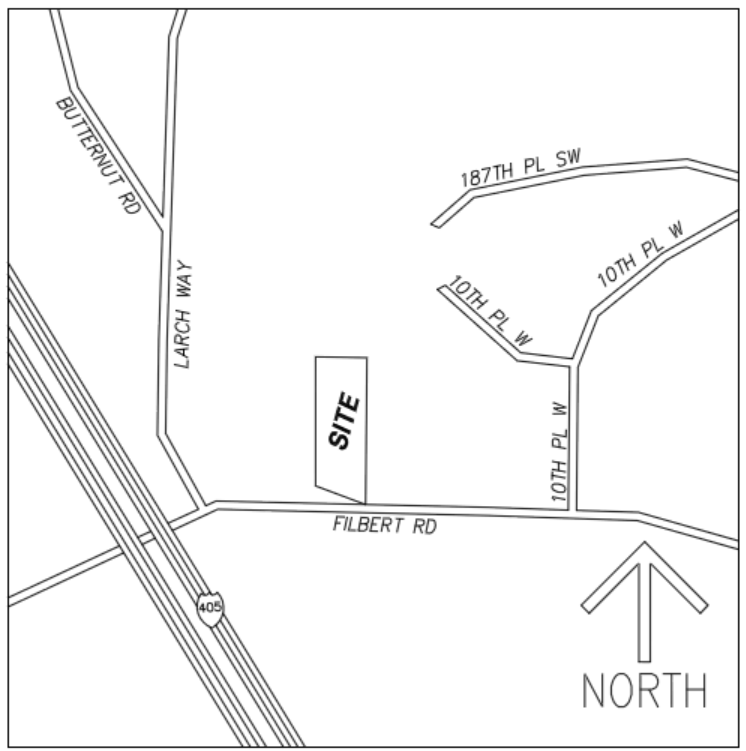 187TH PL SW
BUTTERNUT RD
10TH PL W
10TH PL W
LARCH WAY
SITE
10TH PL W
FILBERT RD
405
NORTH